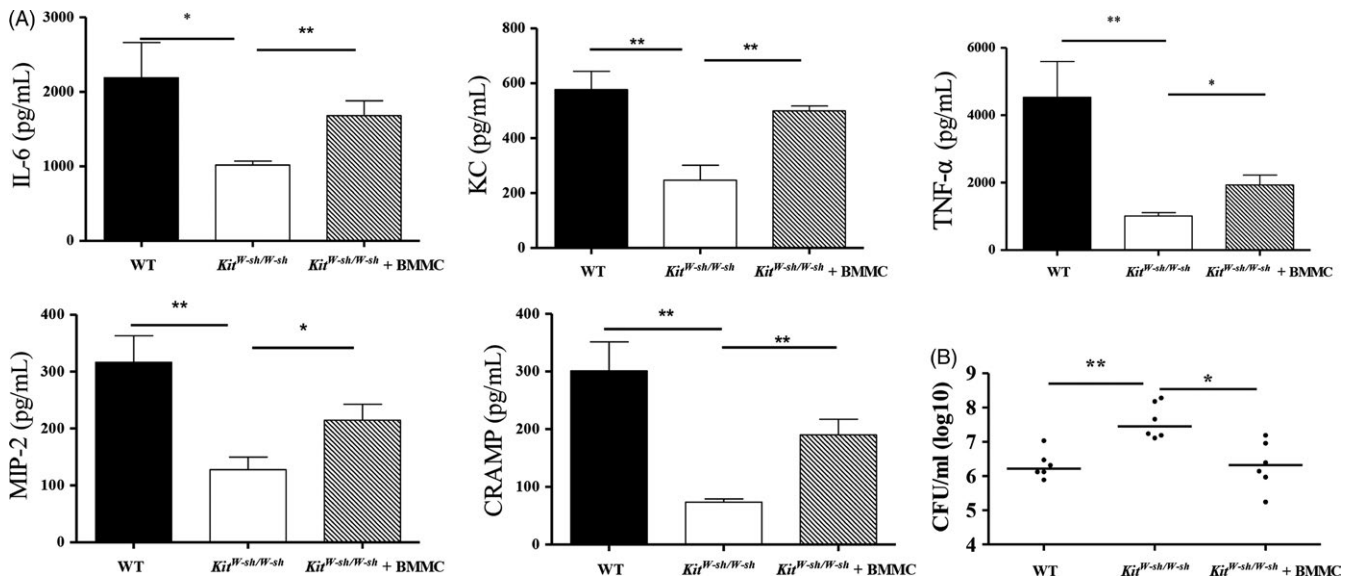 (A)
IL-6 (pg/mL)
3000
2000
1000
0
*
**
WT
Kit^W-sh/W-sh
Kit^W-sh/W-sh + BMMC
KC (pg/mL)
800
600
400
200
0
**
**
WT
Kit^W-sh/W-sh
Kit^W-sh/W-sh + BMMC
TNF-α (pg/mL)
6000
4000
2000
0
**
*
WT
Kit^W-sh/W-sh
Kit^W-sh/W-sh + BMMC
MIP-2 (pg/mL)
400
300
200
100
0
**
*
WT
Kit^W-sh/W-sh
Kit^W-sh/W-sh + BMMC
CRAMP (pg/mL)
400
300
200
100
0
**
**
WT
Kit^W-sh/W-sh
Kit^W-sh/W-sh + BMMC
(B)
CFU/ml (log10)
9
8
7
6
5
4
**
*
WT
Kit^W-sh/W-sh
Kit^W-sh/W-sh + BMMC